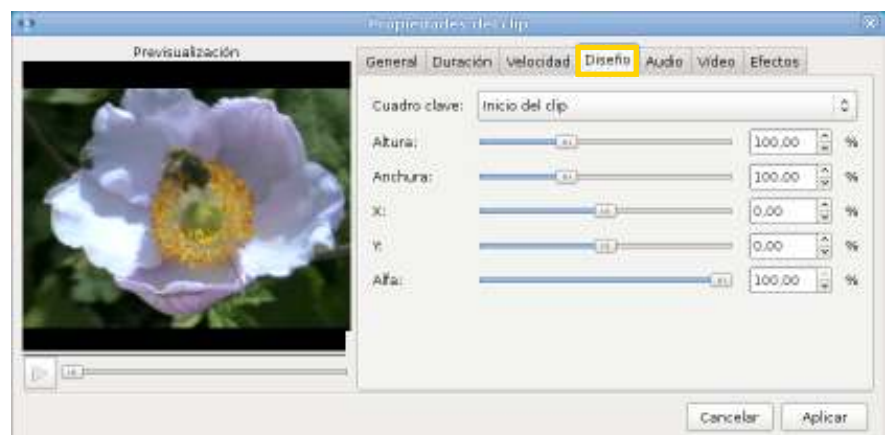 Propiedades del clip
Previsualización
General Duración Velocidad Diseño Audio Vídeo Efectos
Cuadro clave: Inicio del clip
Altura: 100,00 %
Anchura: 100,00 %
X: 0,00 %
Y: 0,00 %
Alfa: 100,00 %
Cancelar Aplicar